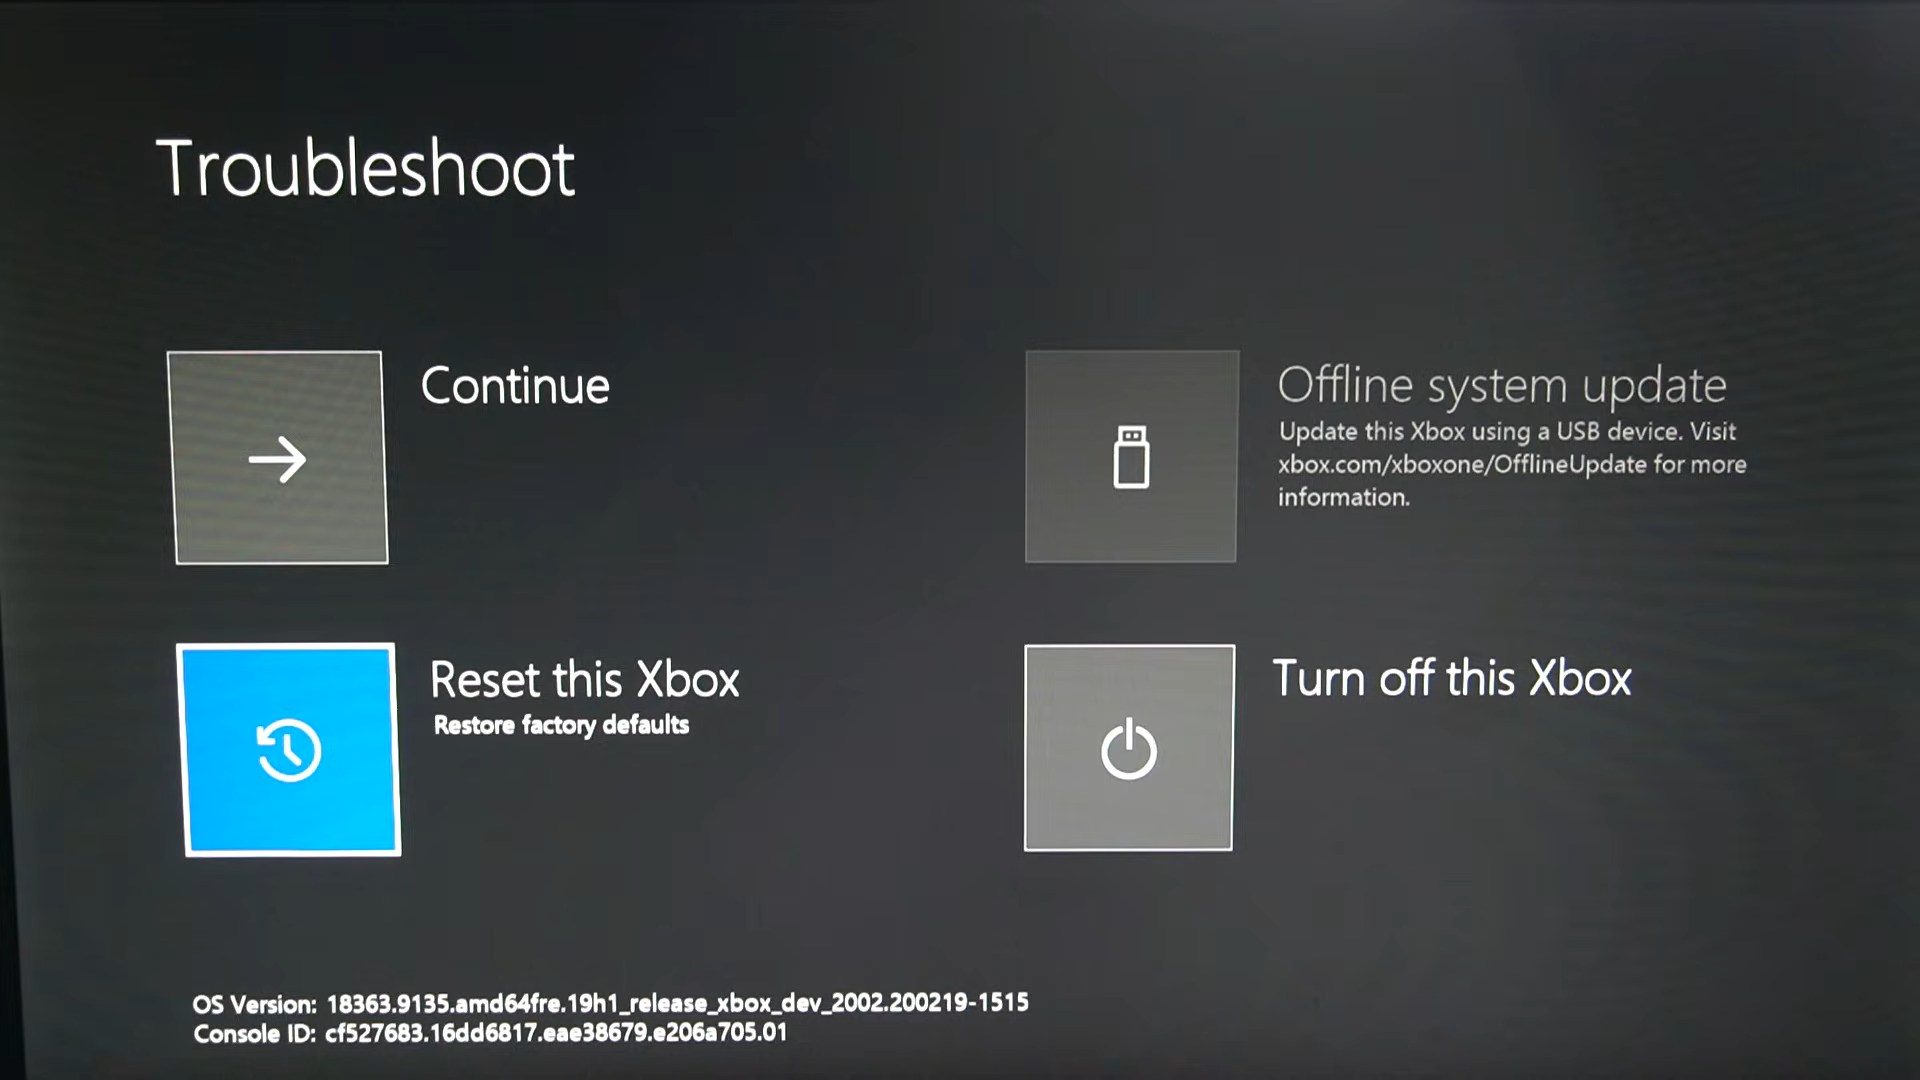 Troubleshoot
Continue
Offline system update
Update this Xbox using a USB device. Visit
xbox.com/xboxone/OfflineUpdate for more
information.
Reset this Xbox
Restore factory defaults
Turn off this Xbox
OS Version: 18363.9135.amd64fre.19h1_release_xbox_dev_2002.200219-1515
Console ID: cf527683.16dd6817.eae38679.e206a705.01